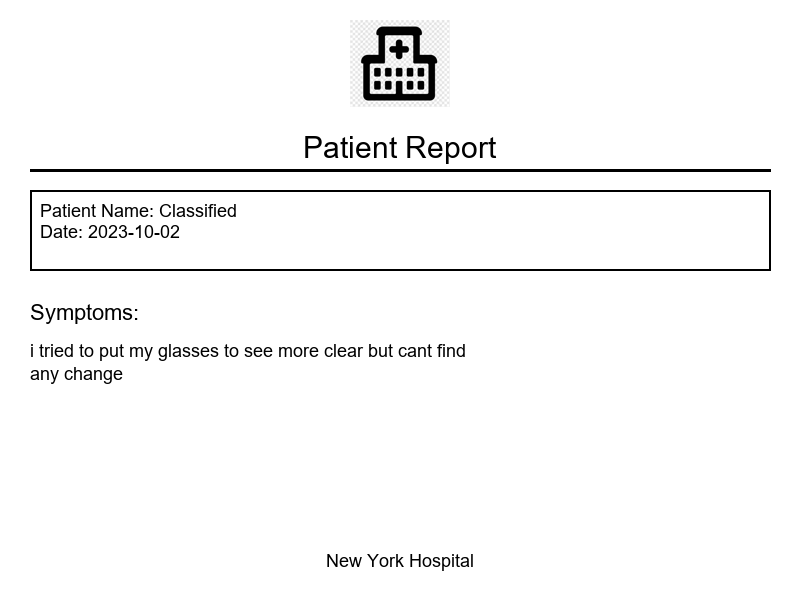 Patient Report
Patient Name: Classified
Date: 2023-10-02
Symptoms:
i tried to put my glasses to see more clear but cant find
any change
New York Hospital